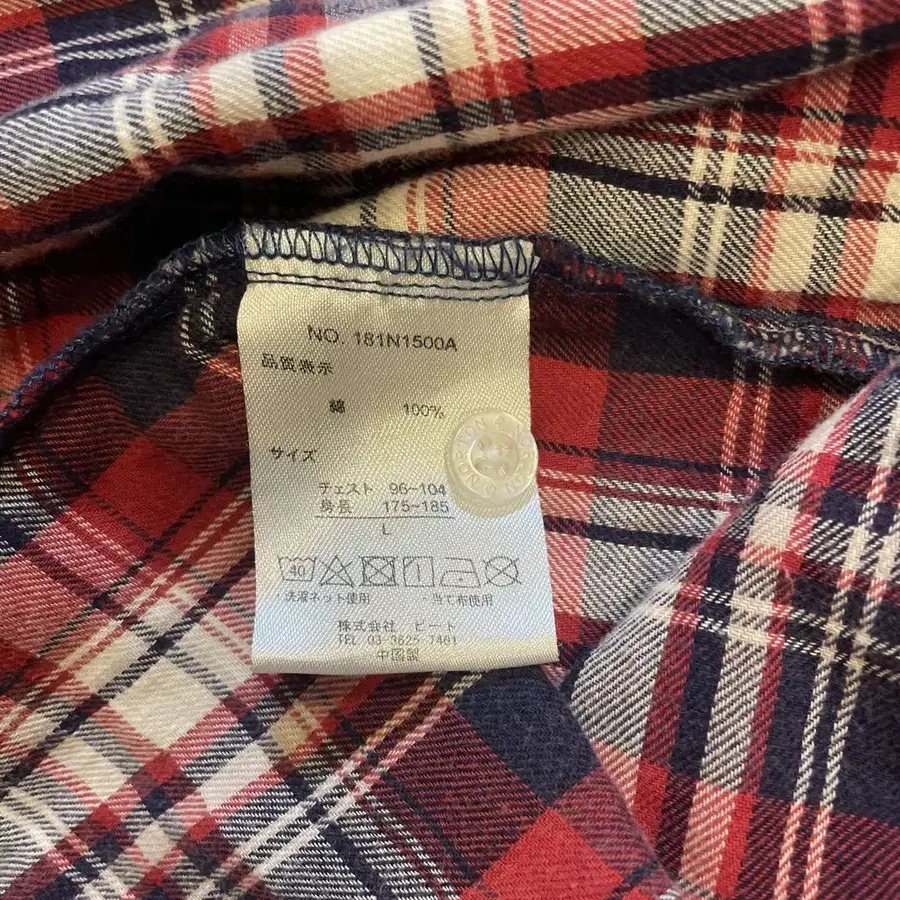 NO. 181N1500A
品質表示
綿 100%
サイズ
チェスト 96~104
身長 175~185
L
40
・洗濯ネット使用 ・当て布使用
株式会社 ビート
TEL 03-3625-7461
中国製